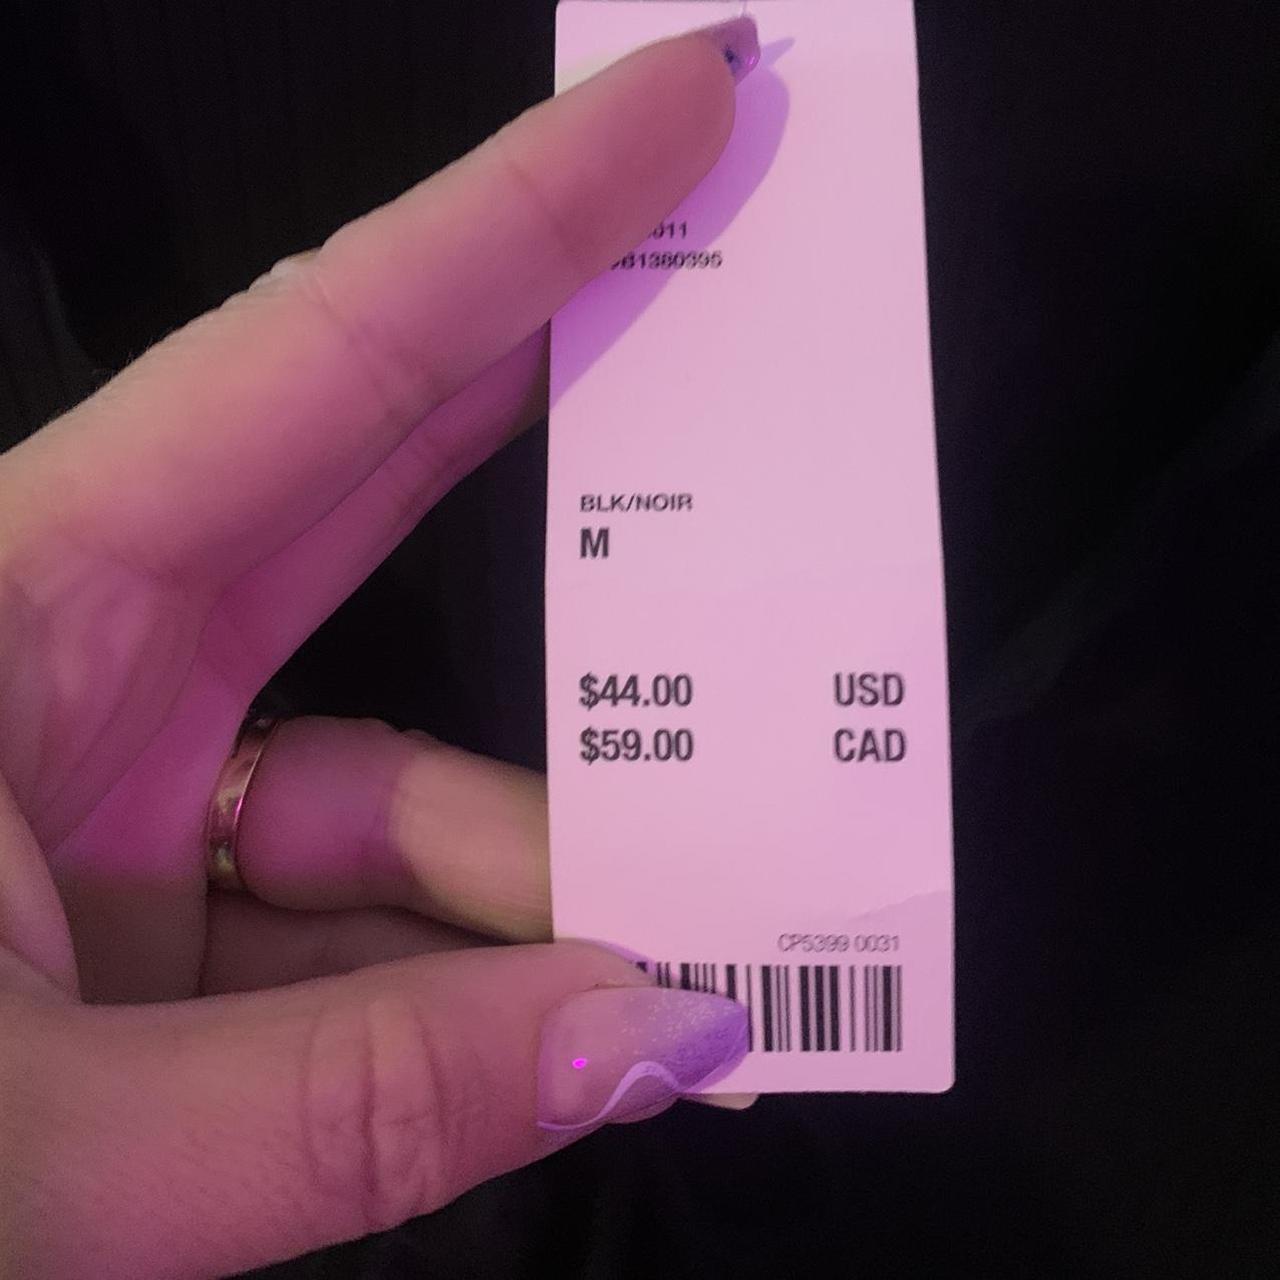 BLK/NOIR
M
$44.00 USD
$59.00 CAD
CP5399 0031